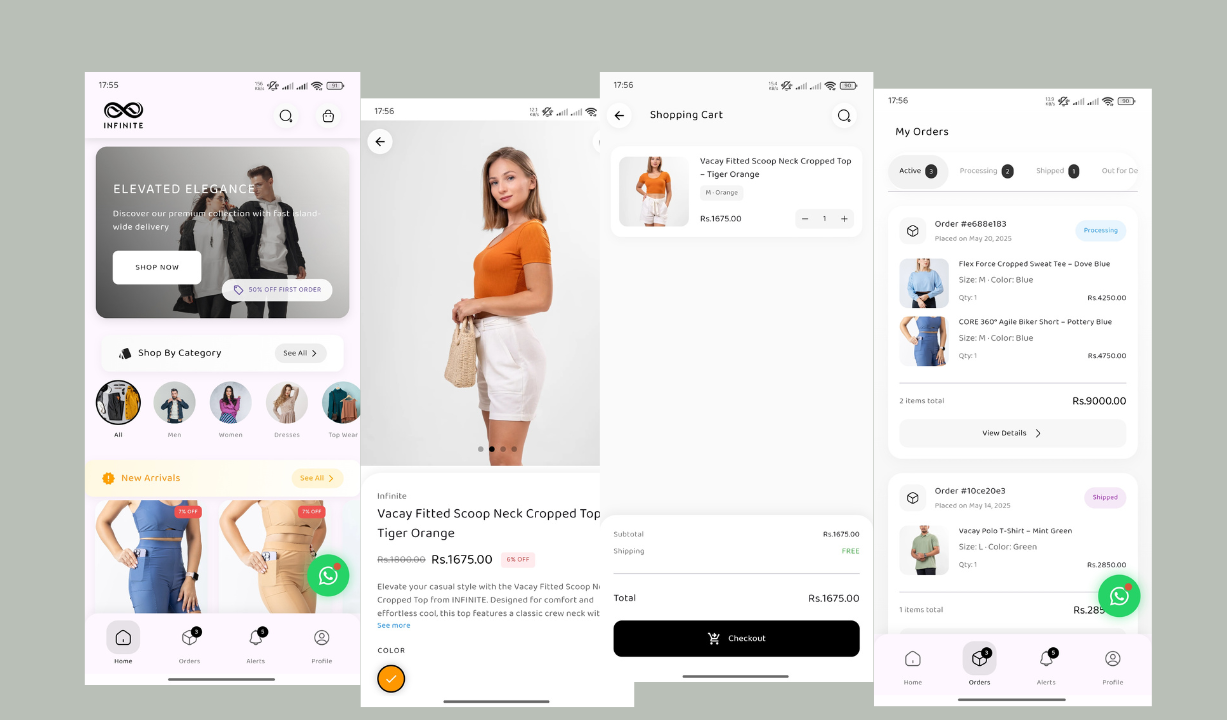 17:55
91
INFINITE
ELEVATED ELEGANCE
Discover our premium collection with fast island-
wide delivery
SHOP NOW
50% OFF FIRST ORDER
Shop By Category
See All
All
Men
Women
Dresses
Top Wear
New Arrivals
See All
7% OFF
7% OFF
3
5
Home
Orders
Alerts
Profile
17:56
Infinite
Vacay Fitted Scoop Neck Cropped Top
Tiger Orange
Rs.1800.00 Rs.1675.00 6% OFF
Elevate your casual style with the Vacay Fitted Scoop Ne
Cropped Top from INFINITE. Designed for comfort and
effortless cool, this top features a classic crew neck wit
See more
COLOR
17:56
90
Shopping Cart
Vacay Fitted Scoop Neck Cropped Top
– Tiger Orange
M · Orange
Rs.1675.00
− 1 +
Subtotal Rs.1675.00
Shipping FREE
Total Rs.1675.00
Checkout
17:56
90
My Orders
Active 3 Processing 2 Shipped 1 Out for De
Order #e688e183
Placed on May 20, 2025
Processing
Flex Force Cropped Sweat Tee – Dove Blue
Size: M · Color: Blue
Qty: 1 Rs.4250.00
CORE 360° Agile Biker Short – Pottery Blue
Size: M · Color: Blue
Qty: 1 Rs.4750.00
2 items total Rs.9000.00
View Details
Order #10ce20e3
Placed on May 14, 2025
Shipped
Vacay Polo T-Shirt – Mint Green
Size: L · Color: Green
Qty: 1 Rs.2850.00
1 items total Rs.285
3
5
Home
Orders
Alerts
Profile